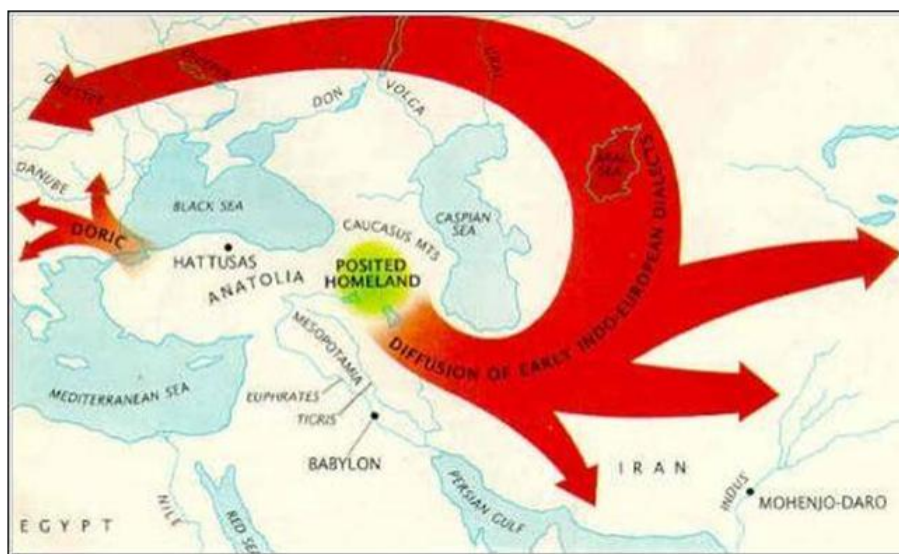 DNIESTER
DNIEPER
DON
VOLGA
URAL
ARAL
SEA
DANUBE
BLACK SEA
CAUCASUS MTS
CASPIAN
SEA
DORIC
HATTUSAS
ANATOLIA
POSITED
HOMELAND
DIFFUSION OF EARLY INDO-EUROPEAN DIALECTS
MESOPOTAMIA
MEDITERRANEAN SEA
EUPHRATES
TIGRIS
BABYLON
IRAN
INDUS
MOHENJO-DARO
PERSIAN GULF
EGYPT
NILE
RED SEA